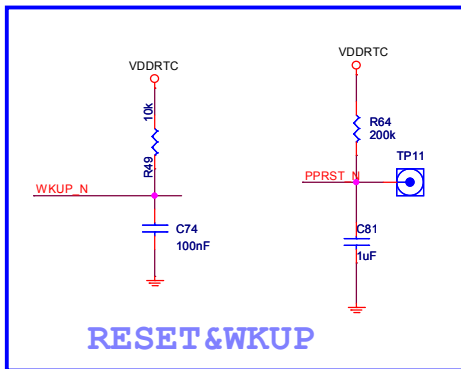 VDDRTC
10k
R49
WKUP_N
C74
100nF
VDDRTC
R64
200k
TP11
PPRST_N
C81
1uF
RESET&WKUP